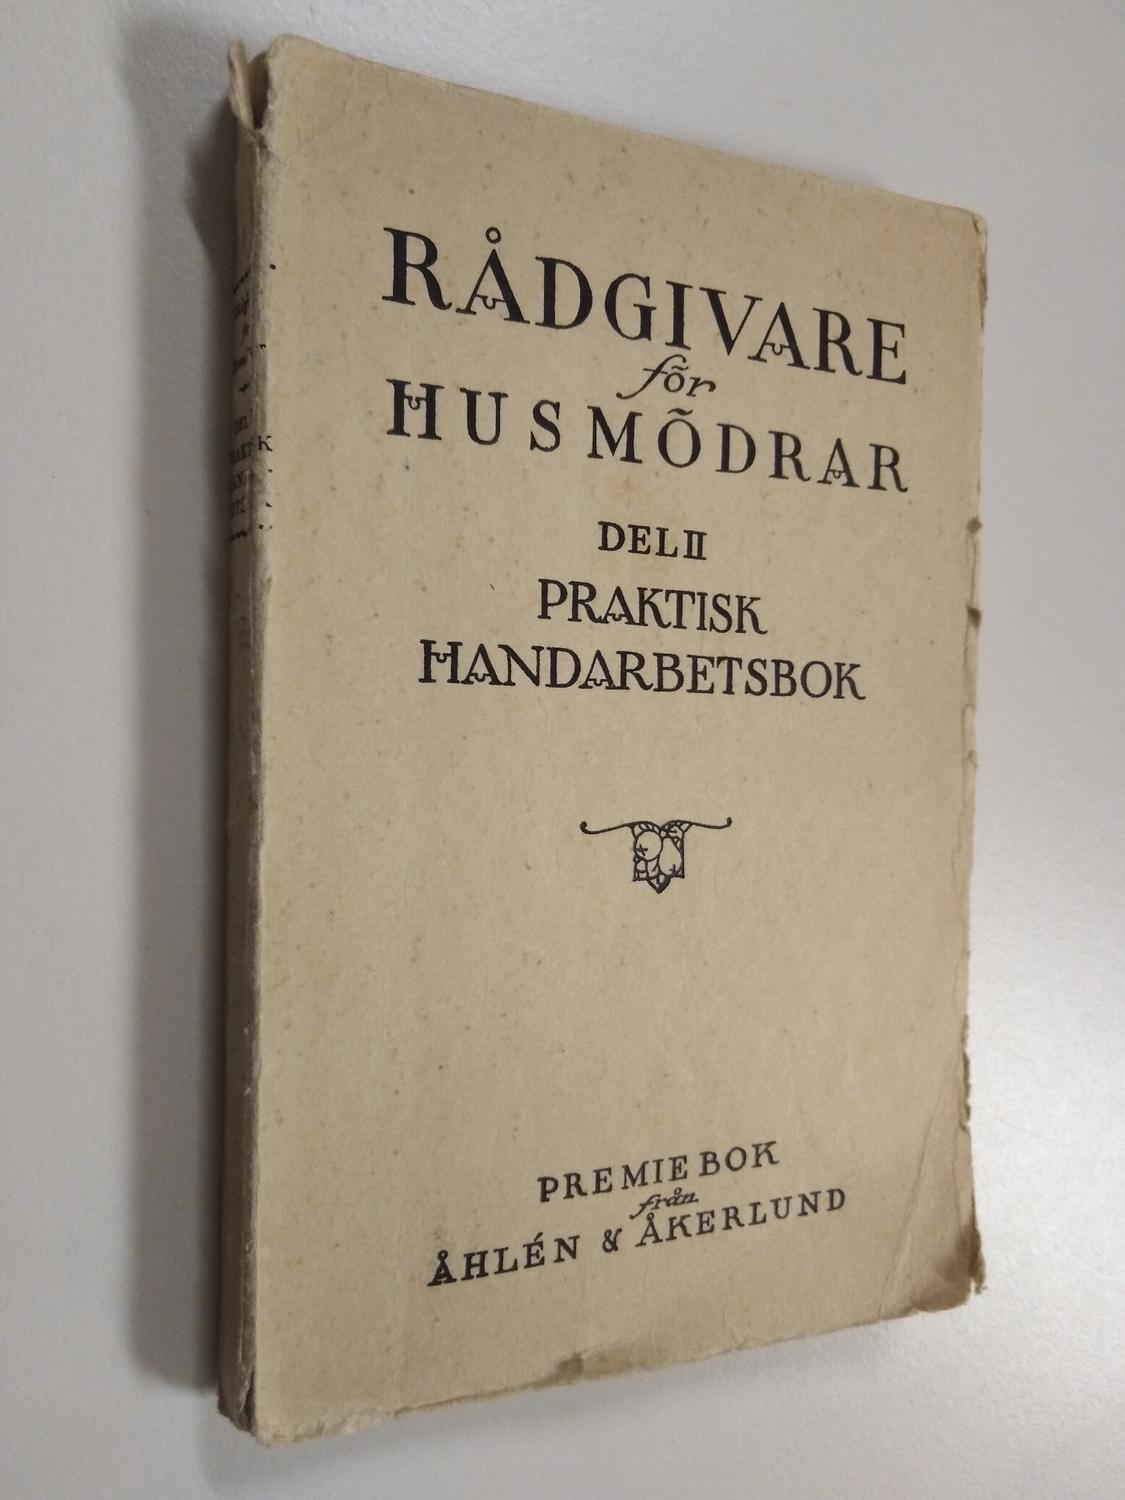 RÅDGIVARE
för
HUSMÕDRAR
DEL II
PRAKTISK
HANDARBETSBOK
PREMIEBOK
från
ÅHLÉN & ÅKERLUND